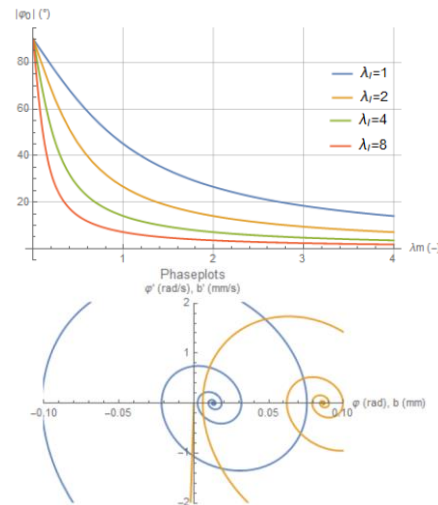 |φ₀| (°)
80
60
40
20
λₗ=1
λₗ=2
λₗ=4
λₗ=8
1
2
3
4
λm (–)
Phaseplots
φ' (rad/s), b' (mm/s)
2
1
-0.10
-0.05
0.05
0.10
φ (rad), b (mm)
-1
-2